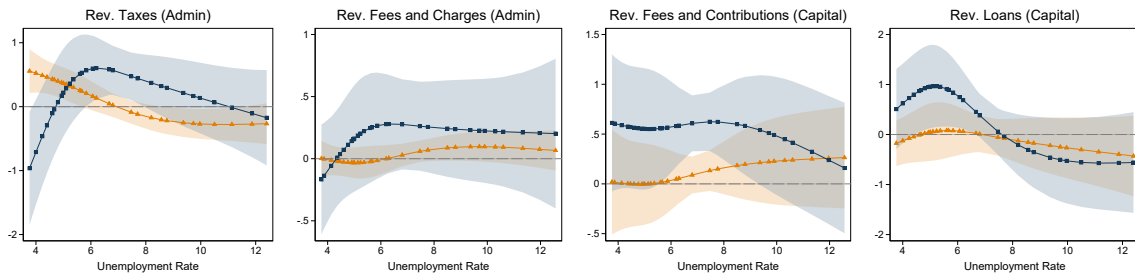 Rev. Taxes (Admin)
1
0
-1
-2
4 6 8 10 12
Unemployment Rate
Rev. Fees and Charges (Admin)
1
.5
0
-.5
4 6 8 10 12
Unemployment Rate
Rev. Fees and Contributions (Capital)
1.5
1
.5
0
-.5
4 6 8 10 12
Unemployment Rate
Rev. Loans (Capital)
2
1
0
-1
-2
4 6 8 10 12
Unemployment Rate